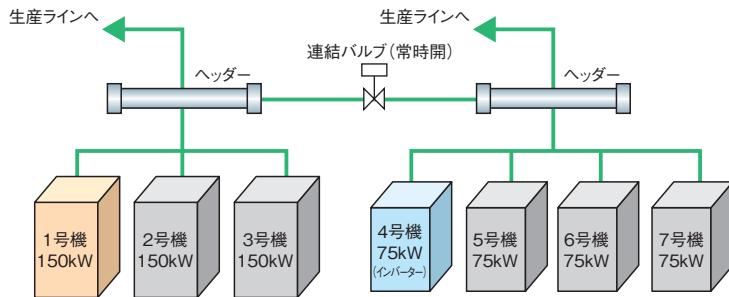 生産ラインへ
生産ラインへ
連結バルブ(常時開)
ヘッダー
ヘッダー
1号機
150kW
2号機
150kW
3号機
150kW
4号機
75kW
(インバーター)
5号機
75kW
6号機
75kW
7号機
75kW